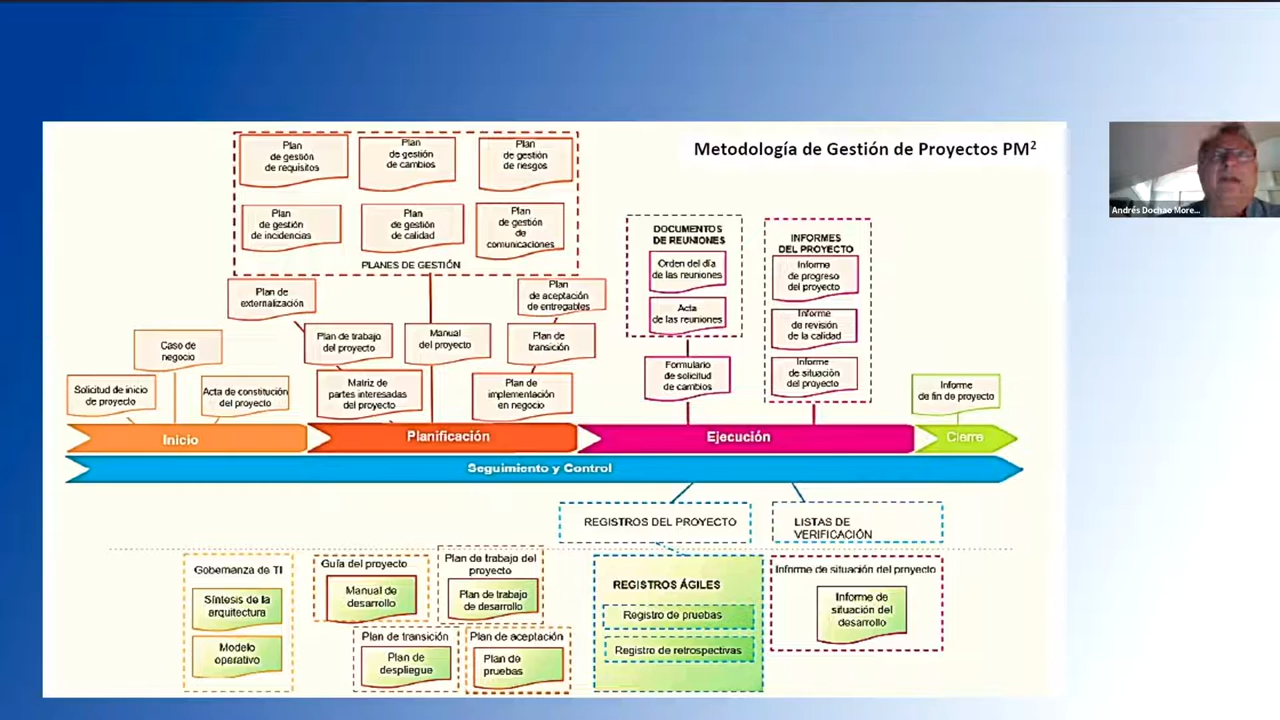 Metodología de Gestión de Proyectos PM²
Plan
de gestión
de requisitos
Plan
de gestión
de cambios
Plan
de gestión
de riesgos
Plan
de gestión
de incidencias
Plan
de gestión
de calidad
Plan
de gestión
de
comunicaciones
PLANES DE GESTIÓN
Plan de
externalización
Plan
de aceptación
de entregables
Plan de trabajo
del proyecto
Manual
del proyecto
Plan de
transición
Matriz de
partes interesadas
del proyecto
Plan de
implementación
en negocio
Caso de
negocio
Solicitud de inicio
de proyecto
Acta de constitución
del proyecto
DOCUMENTOS
DE REUNIONES
Orden del día
de las reuniones
Acta
de las reuniones
Formulario
de solicitud
de cambios
INFORMES
DEL PROYECTO
Informe
de progreso
del proyecto
Informe
de revisión
de la calidad
Informe
de situación
del proyecto
Informe
de fin de proyecto
Inicio
Planificación
Ejecución
Cierre
Seguimiento y Control
REGISTROS DEL PROYECTO
LISTAS DE
VERIFICACIÓN
Gobernanza de TI
Síntesis de la
arquitectura
Modelo
operativo
Guía del proyecto
Manual de
desarrollo
Plan de trabajo del
proyecto
Plan de trabajo
de desarrollo
Plan de transición
Plan de
despliegue
Plan de aceptación
Plan de
pruebas
REGISTROS ÁGILES
Registro de pruebas
Registro de retrospectivas
Informe de situación del proyecto
Informe de
situación del
desarrollo
Andrés Dochao More...